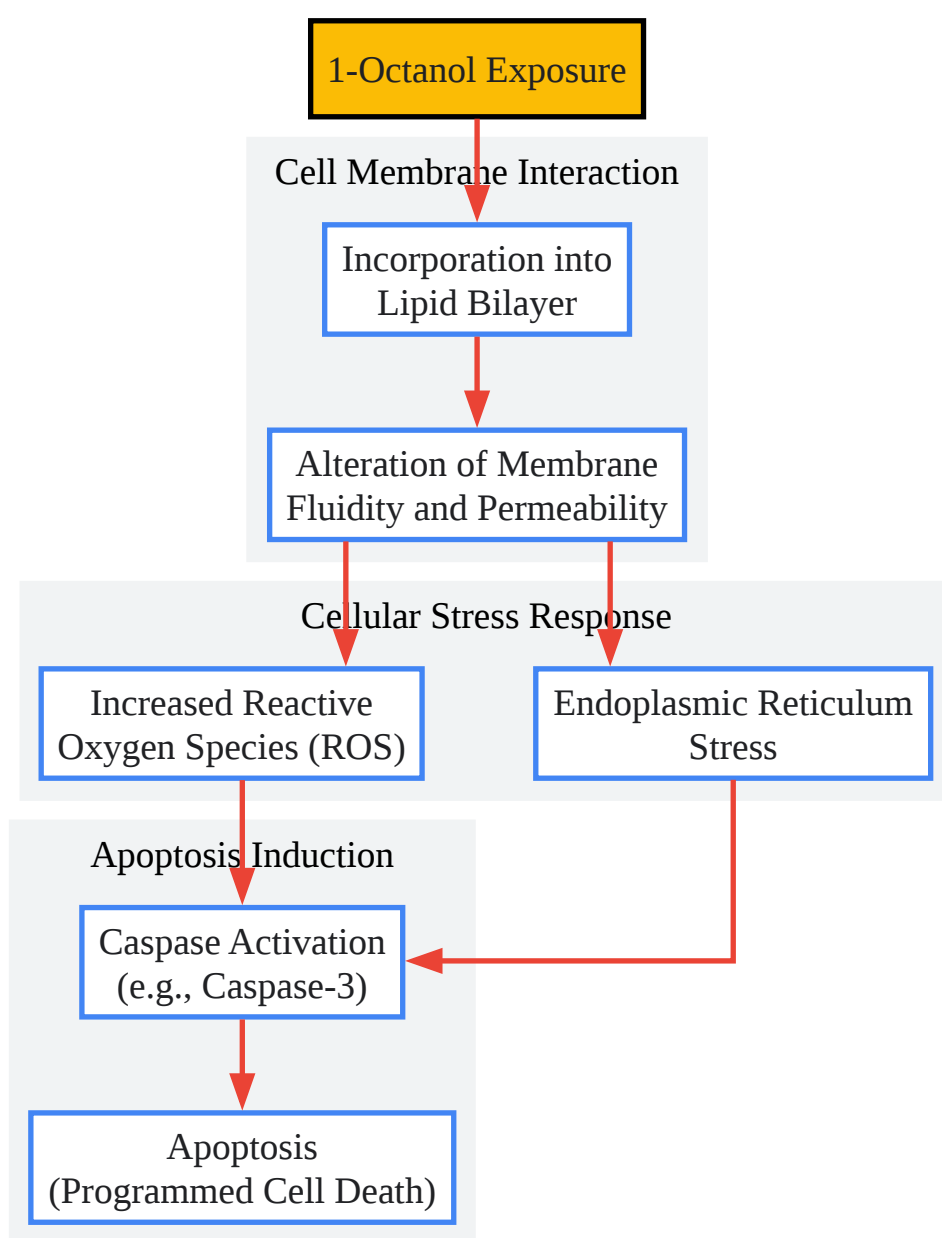 1-Octanol Exposure
Cell Membrane Interaction
Incorporation into
Lipid Bilayer
Alteration of Membrane
Fluidity and Permeability
Cellular Stress Response
Increased Reactive
Oxygen Species (ROS)
Endoplasmic Reticulum
Stress
Apoptosis Induction
Caspase Activation
(e.g., Caspase-3)
Apoptosis
(Programmed Cell Death)